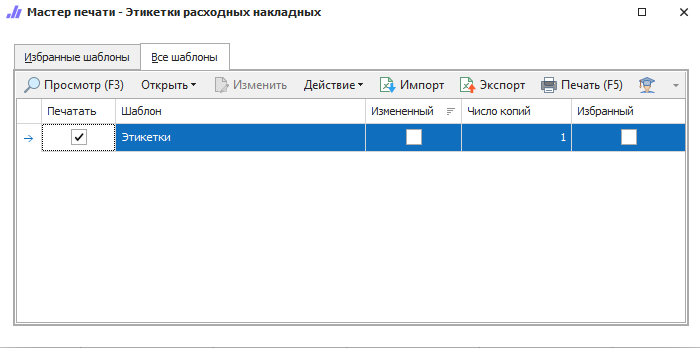 Мастер печати - Этикетки расходных накладных
Избранные шаблоны Все шаблоны
Просмотр (F3) Открыть Изменить Действие Импорт Экспорт Печать (F5)
Печатать Шаблон Измененный Число копий Избранный
Этикетки 1